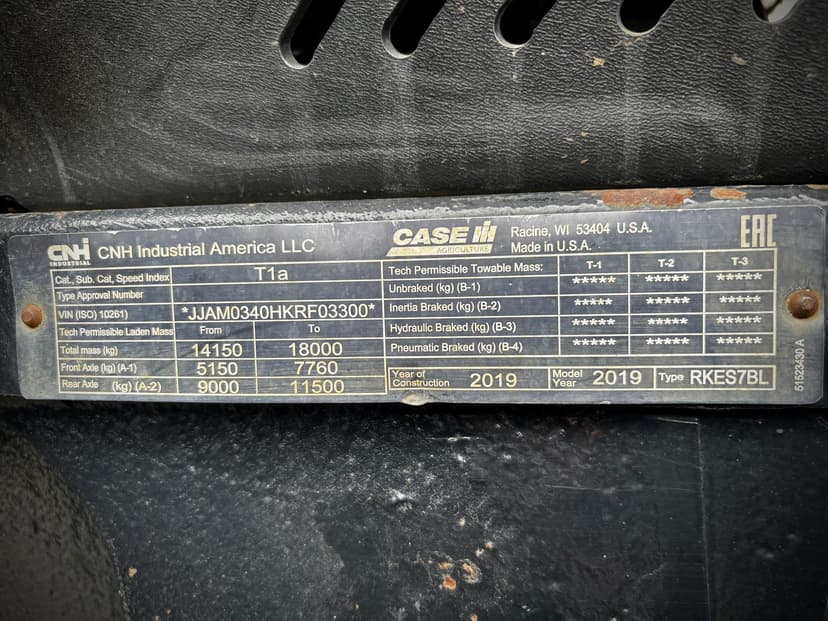 CNH INDUSTRIAL CNH Industrial America LLC
CASE IH AGRICULTURE
Racine, WI 53404 U.S.A.
Made in U.S.A.
EAC
Cat., Sub. Cat, Speed Index T1a
Type Approval Number
VIN (ISO) 10261) *JJAM0340HKRF03300*
Tech Permissible Laden Mass From To
Total mass (kg) 14150 18000
Front Axle (kg) (A-1) 5150 7760
Rear Axle (kg) (A-2) 9000 11500
Tech Permissible Towable Mass: T-1 T-2 T-3
Unbraked (kg) (B-1) ***** ***** *****
Inertia Braked (kg) (B-2) ***** ***** *****
Hydraulic Braked (kg) (B-3) ***** ***** *****
Pneumatic Braked (kg) (B-4) ***** ***** *****
Year of Construction 2019 Model Year 2019 Type RKES7BL
51523430 A